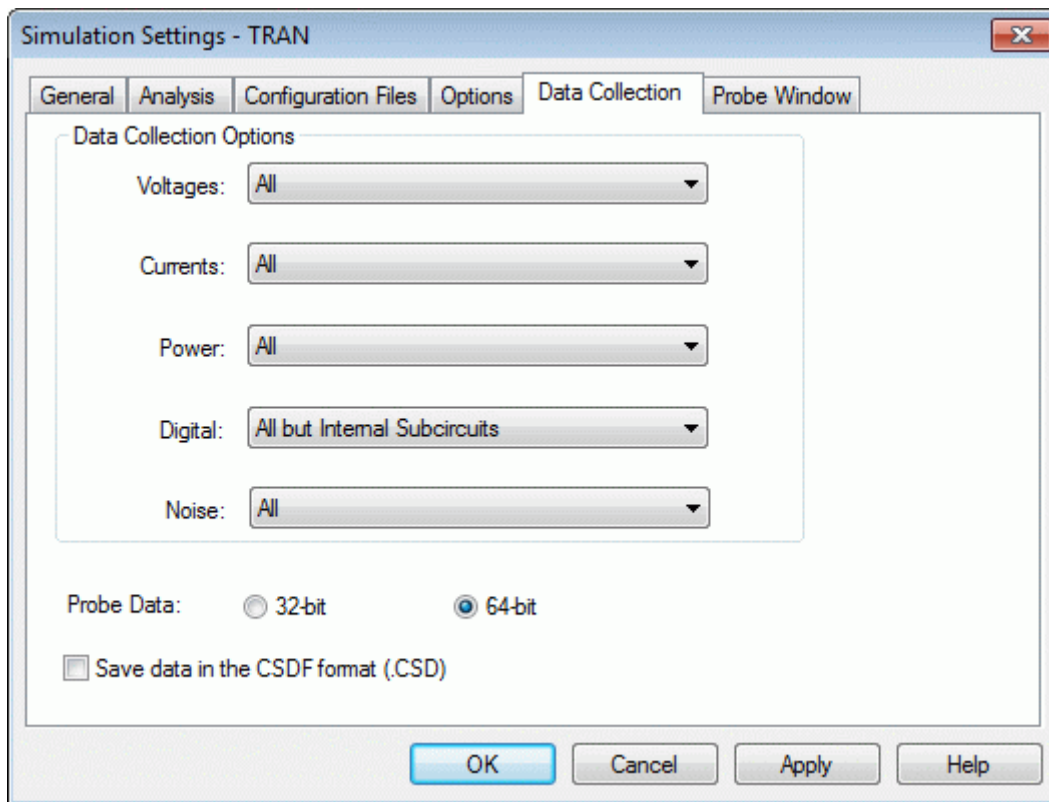 Simulation Settings - TRAN
General Analysis Configuration Files Options Data Collection Probe Window
Data Collection Options
Voltages: All
Currents: All
Power: All
Digital: All but Internal Subcircuits
Noise: All
Probe Data: 32-bit 64-bit
Save data in the CSDF format (.CSD)
OK Cancel Apply Help